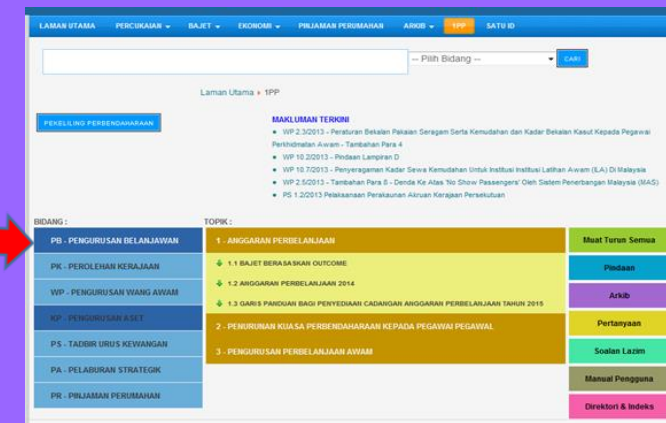 LAMAN UTAMA PERCUKAIAN BAJET EKONOMI PINJAMAN PERUMAHAN ARKIB 1PP SATU ID
-- Pilih Bidang -- CARI
Laman Utama 1PP
PEKELILING PERBENDAHARAAN
MAKLUMAN TERKINI
WP 2.3/2013 - Peraturan Bekalan Pakaian Seragam Serta Kemudahan dan Kadar Bekalan Kasut Kepada Pegawai
Perkhidmatan Awam - Tambahan Para 4
WP 10.2/2013 - Pindaan Lampiran D
WP 10.7/2013 - Penyeragaman Kadar Sewa Kemudahan Untuk Institusi Institusi Latihan Awam (ILA) Di Malaysia
WP 2.5/2013 - Tambahan Para 8 - Denda Ke Atas 'No Show Passengers' Oleh Sistem Penerbangan Malaysia (MAS)
PS 1.2/2013 Pelaksanaan Perakaunan Akruan Kerajaan Persekutuan
BIDANG :
PB - PENGURUSAN BELANJAWAN
PK - PEROLEHAN KERAJAAN
WP - PENGURUSAN WANG AWAM
KP - PENGURUSAN ASET
PS - TADBIR URUS KEWANGAN
PA - PELABURAN STRATEGIK
PR - PINJAMAN PERUMAHAN
TOPIK :
1 - ANGGARAN PERBELANJAAN
1.1 BAJET BERASASKAN OUTCOME
1.2 ANGGARAN PERBELANJAAN 2014
1.3 GARIS PANDUAN BAGI PENYEDIAAN CADANGAN ANGGARAN PERBELANJAAN TAHUN 2015
2 - PENURUNAN KUASA PERBENDAHARAAN KEPADA PEGAWAI PEGAWAL
3 - PENGURUSAN PERBELANJAAN AWAM
Muat Turun Semua
Pindaan
Arkib
Pertanyaan
Soalan Lazim
Manual Pengguna
Direktori & Indeks